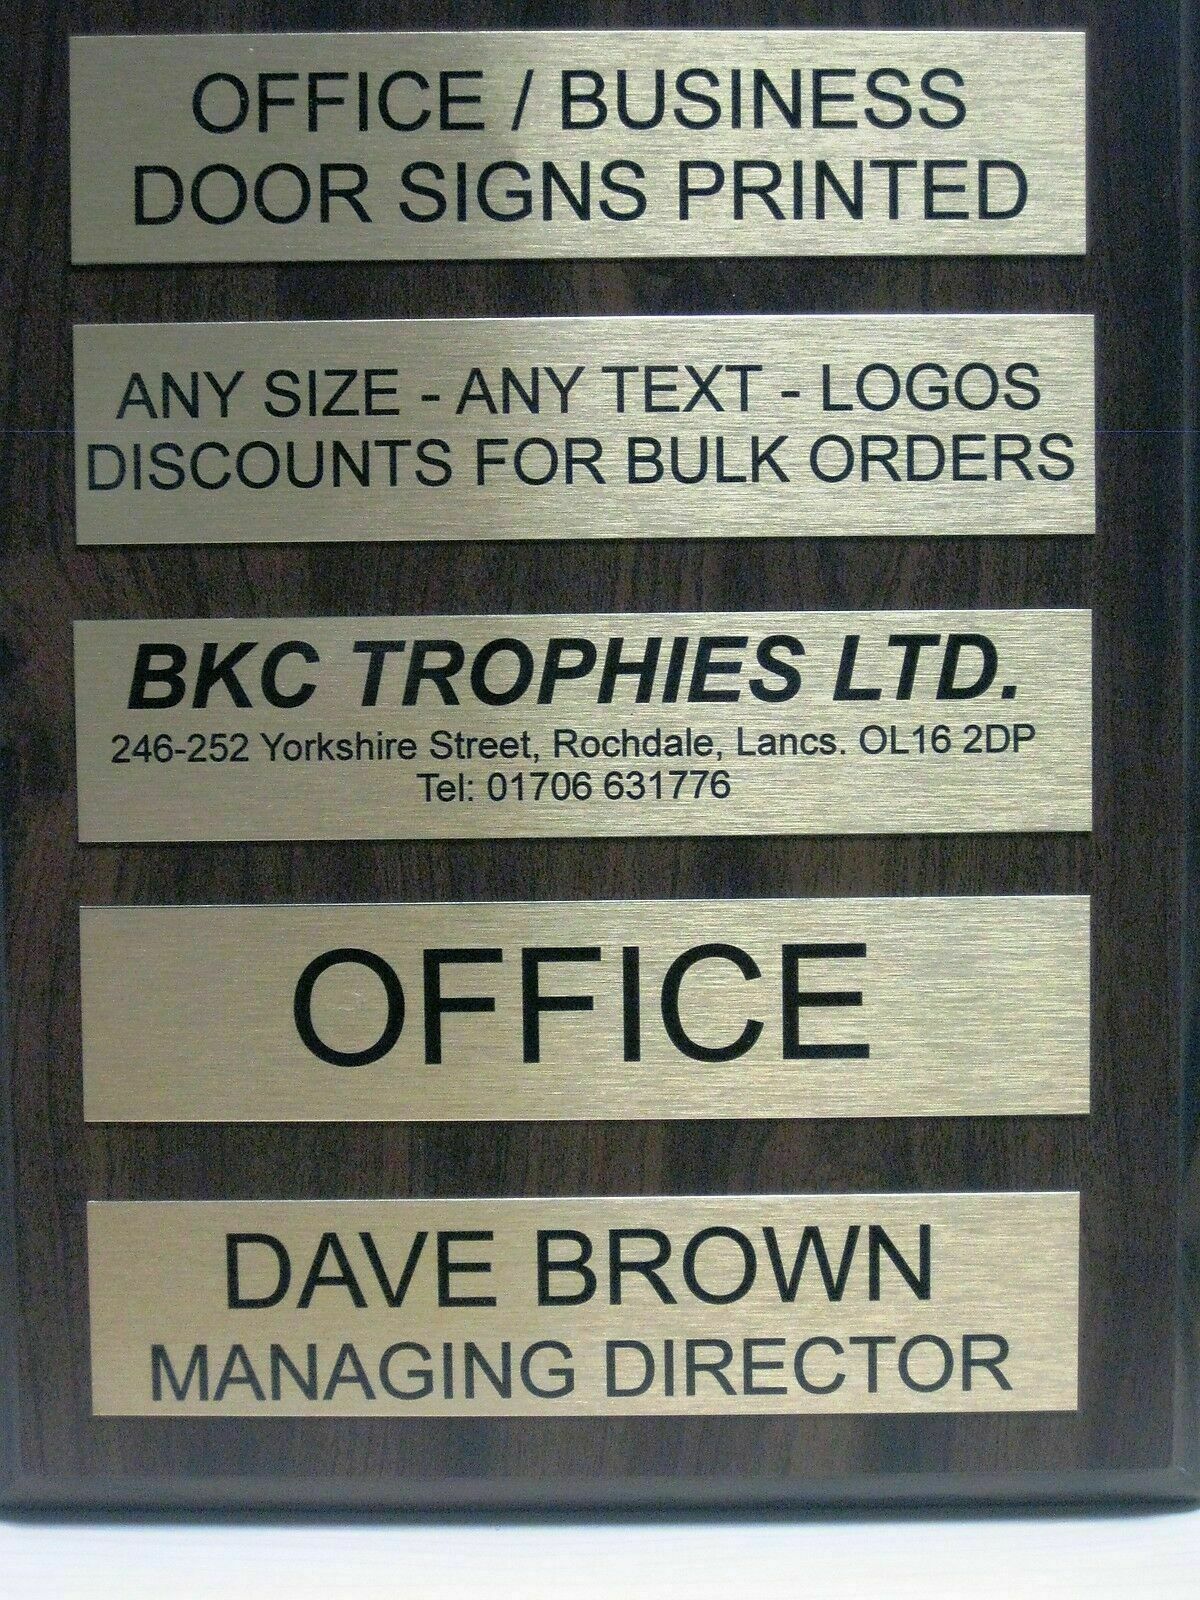 OFFICE / BUSINESS
DOOR SIGNS PRINTED
ANY SIZE - ANY TEXT - LOGOS
DISCOUNTS FOR BULK ORDERS
BKC TROPHIES LTD.
246-252 Yorkshire Street, Rochdale, Lancs. OL16 2DP
Tel: 01706 631776
OFFICE
DAVE BROWN
MANAGING DIRECTOR